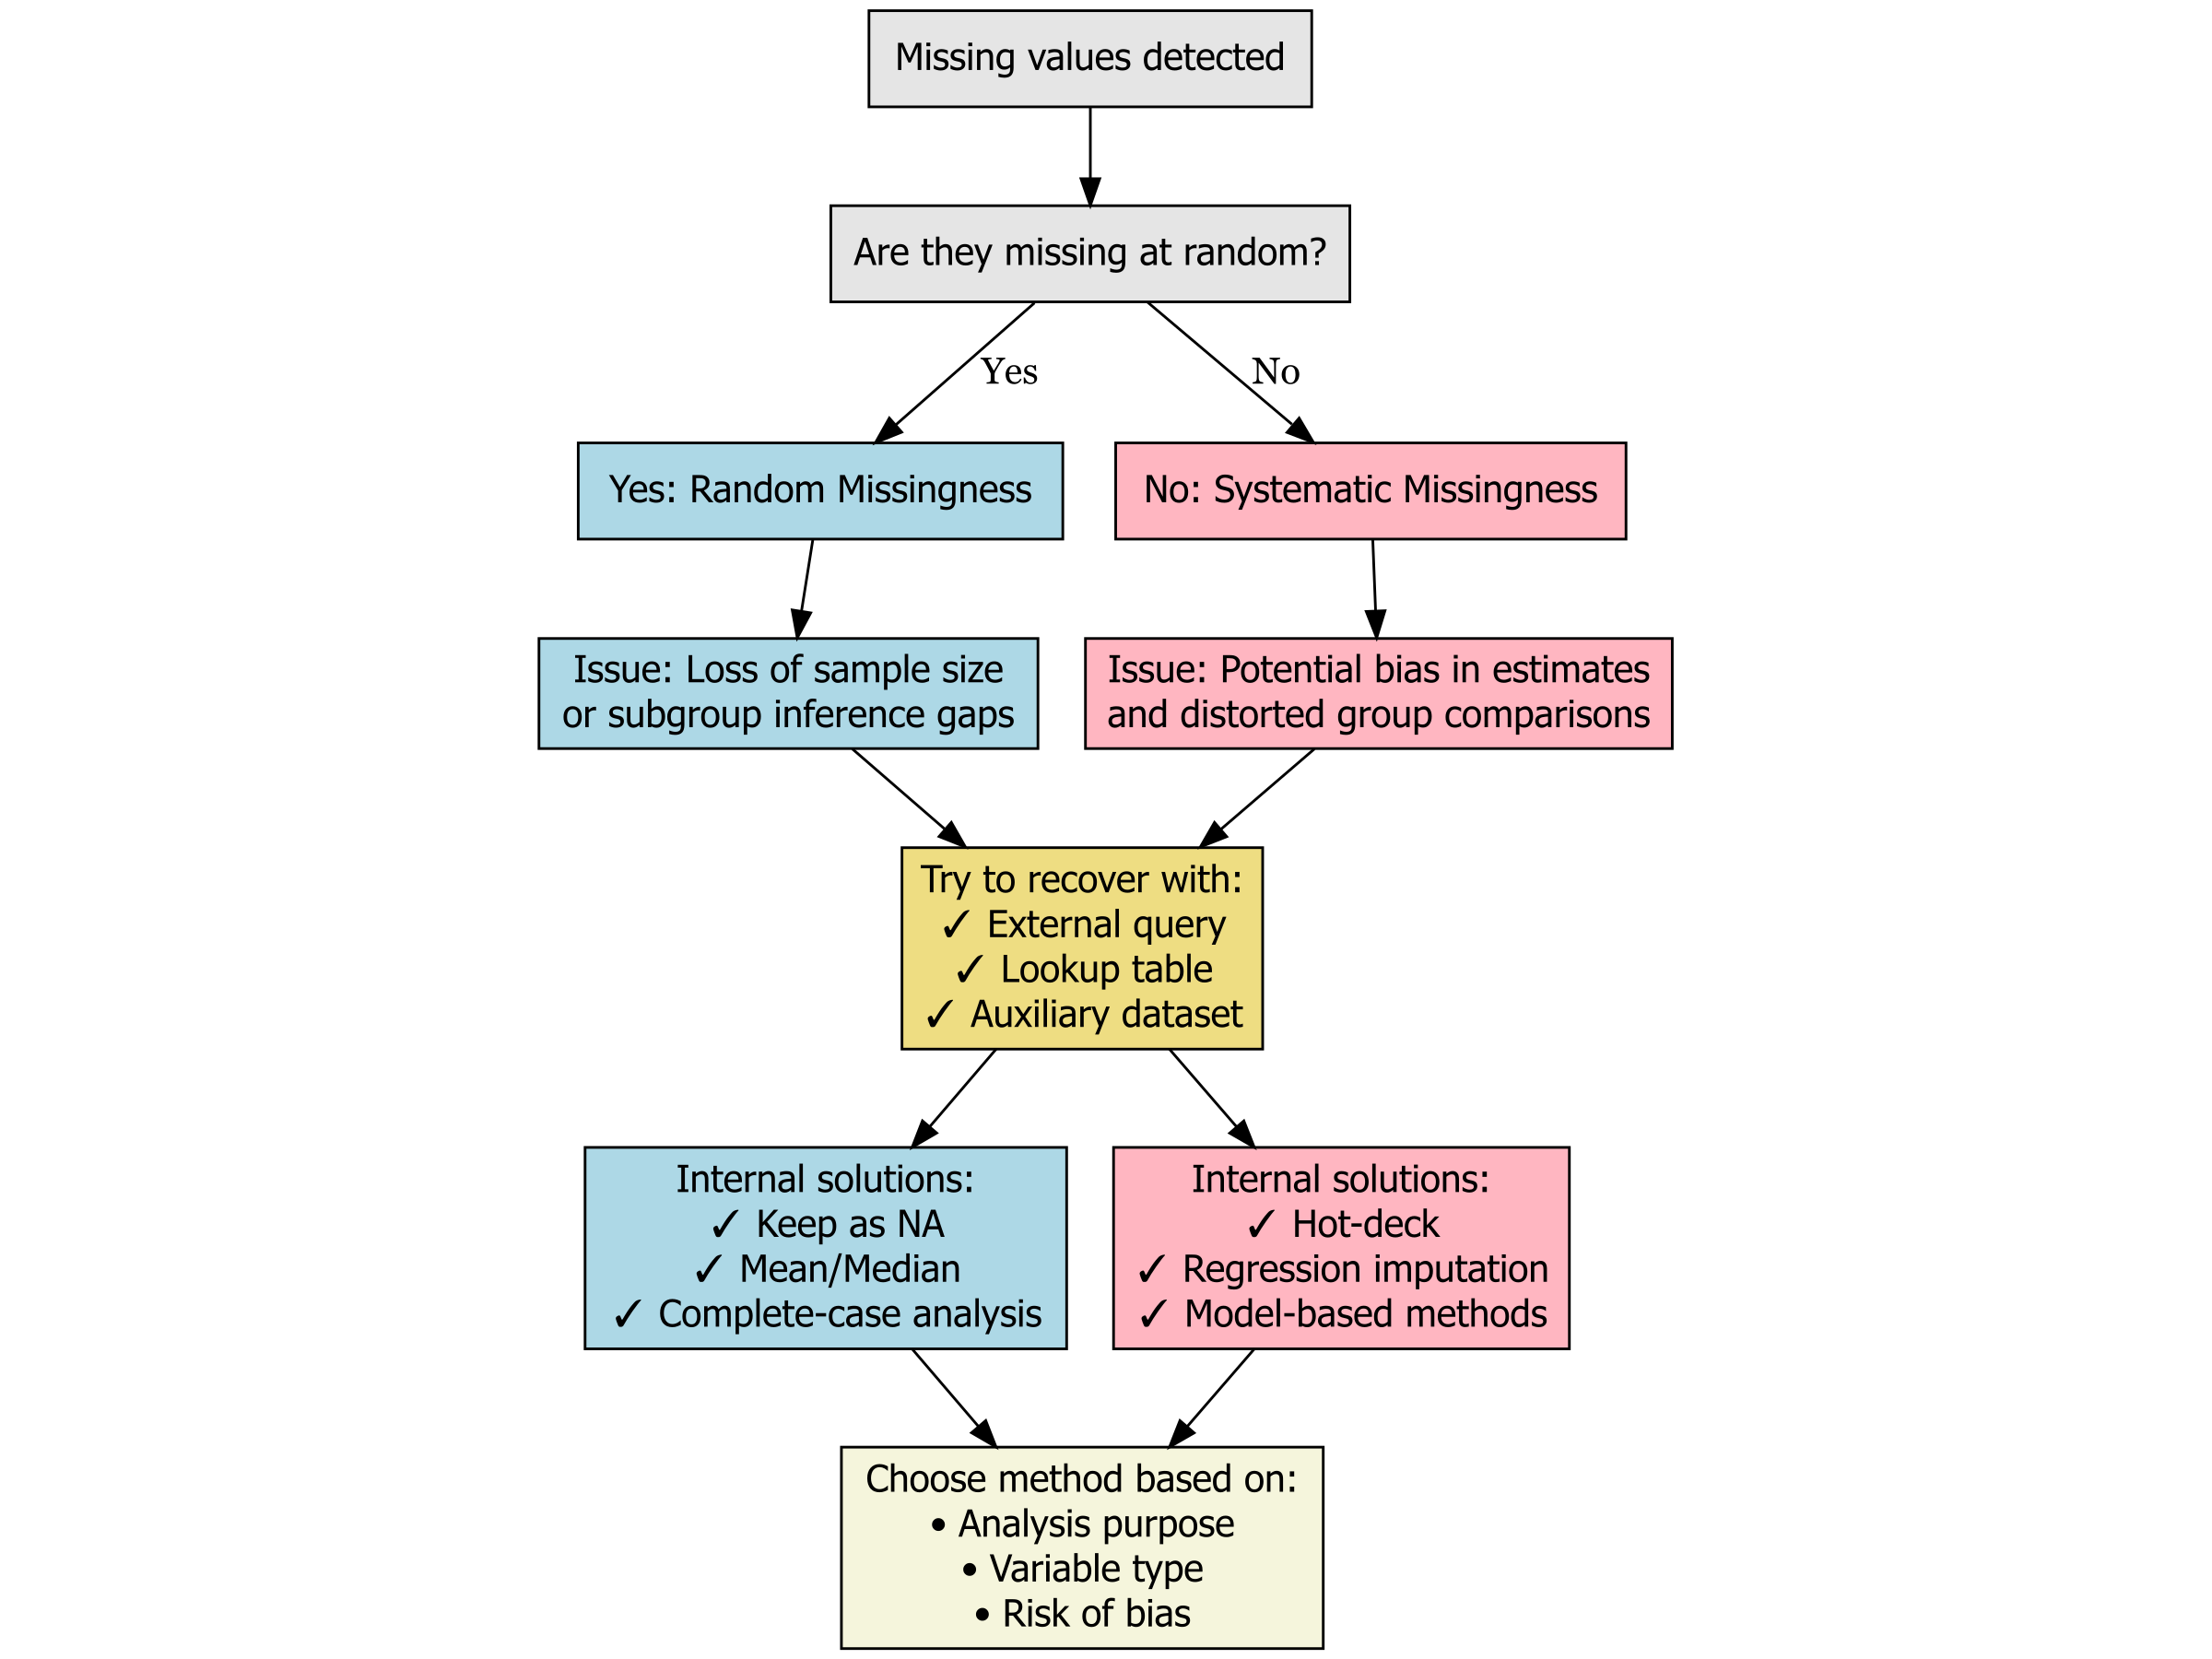 Missing values detected
Are they missing at random?
Yes
No
Yes: Random Missingness
No: Systematic Missingness
Issue: Loss of sample size
or subgroup inference gaps
Issue: Potential bias in estimates
and distorted group comparisons
Try to recover with:
✓ External query
✓ Lookup table
✓ Auxiliary dataset
Internal solutions:
✓ Keep as NA
✓ Mean/Median
✓ Complete-case analysis
Internal solutions:
✓ Hot-deck
✓ Regression imputation
✓ Model-based methods
Choose method based on:
• Analysis purpose
• Variable type
• Risk of bias